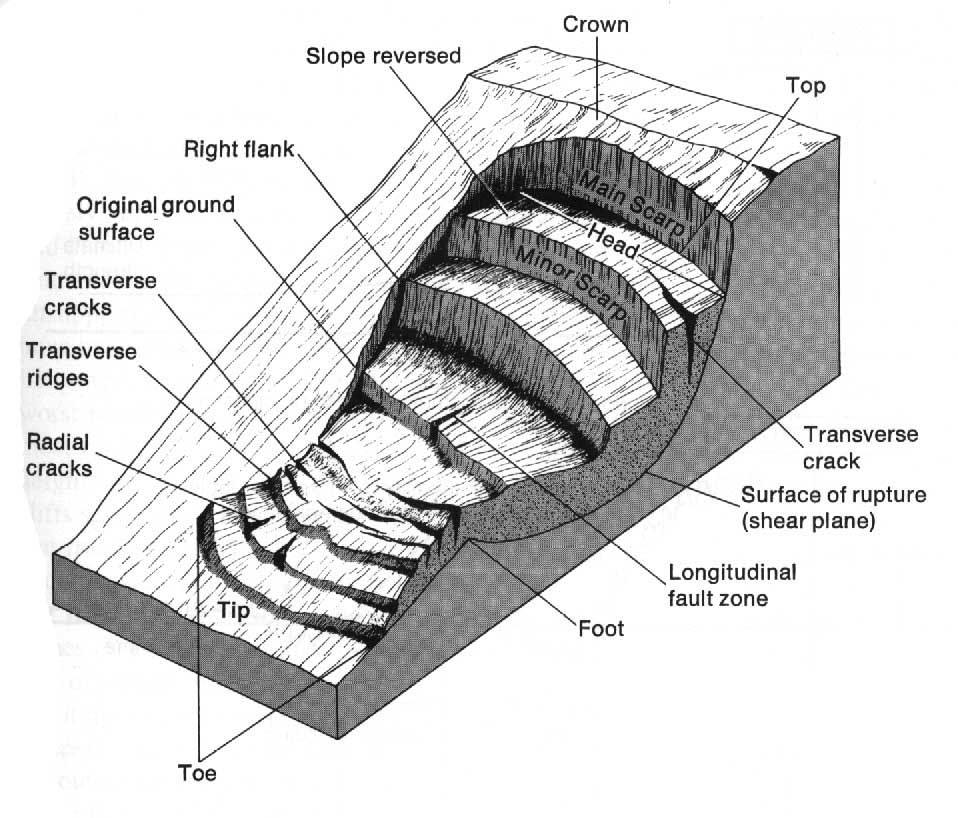 Crown
Slope reversed
Top
Right flank
Main Scarp
Original ground
surface
Head
Minor Scarp
Transverse
cracks
Transverse
ridges
Radial
cracks
Transverse
crack
Surface of rupture
(shear plane)
Longitudinal
fault zone
Tip
Foot
Toe